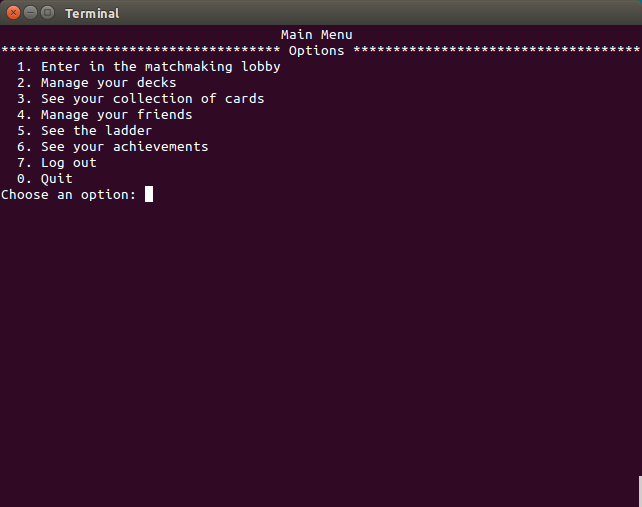 Terminal
Main Menu
*********************************** Options ************************************
1. Enter in the matchmaking lobby
2. Manage your decks
3. See your collection of cards
4. Manage your friends
5. See the ladder
6. See your achievements
7. Log out
0. Quit
Choose an option: